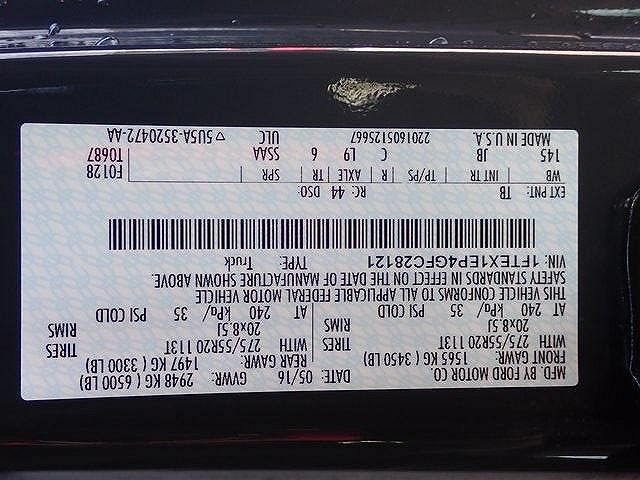 MFD. BY FORD MOTOR CO. DATE: 05/16 GVWR: 2948 KG ( 6500 LB)
FRONT GAWR: 1565 KG ( 3450 LB) REAR GAWR: 1497 KG ( 3300 LB)
WITH 275/55R20 113T TIRES WITH 275/55R20 113T TIRES
20x8.5J RIMS 20x8.5J RIMS
AT 240 kPa/ 35 PSI COLD AT 240 kPa/ 35 PSI COLD
THIS VEHICLE CONFORMS TO ALL APPLICABLE FEDERAL MOTOR VEHICLE
SAFETY STANDARDS IN EFFECT ON THE DATE OF MANUFACTURE SHOWN ABOVE.
VIN: 1FTEX1EP4GFC28121 TYPE: Truck
EXT PNT: TB RC: 44 DSO: F0128
WB INT TR TP/PS R AXLE TR SPR T0687
145 JB C L9 6 SSAA
MADE IN U.S.A. 2201605125667 ULC ▽5U5A-3520472-AA